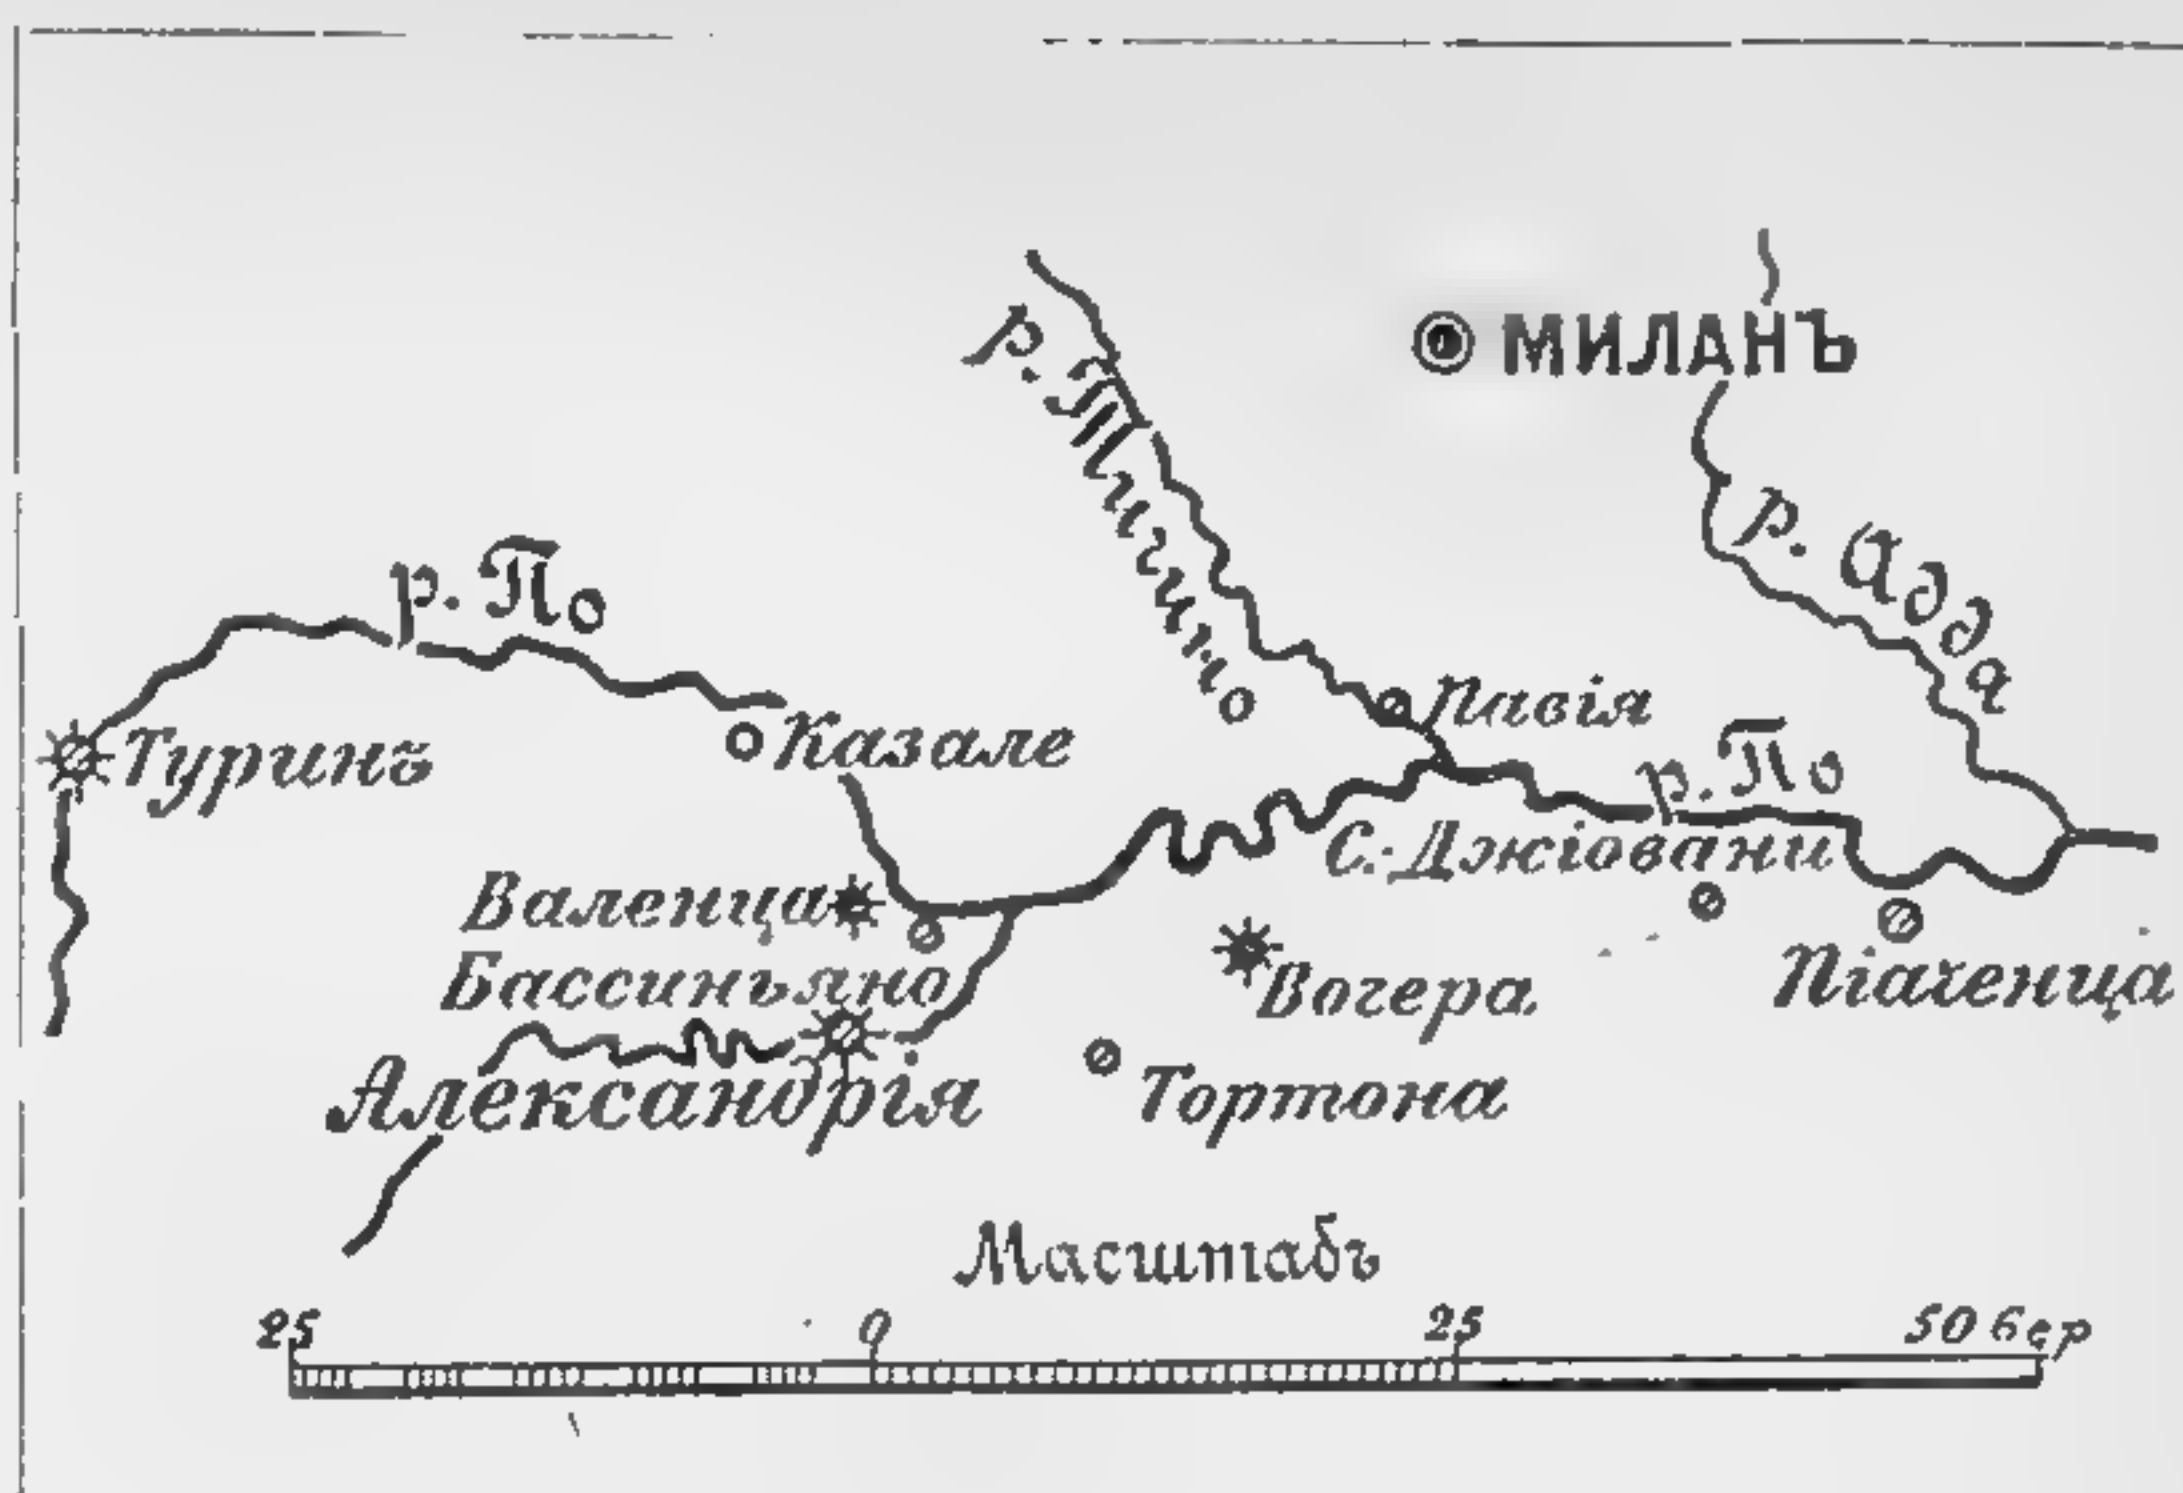 МИЛАНЪ
р. Тигино
р. Адда
р. По
Павія
Туринъ
Казале
р. По
С. Джіовани
Валенца
Бассиньяно
Вогера
Піаченца
Александрія
Тортона
Масштабъ
25 0 25 50 вер